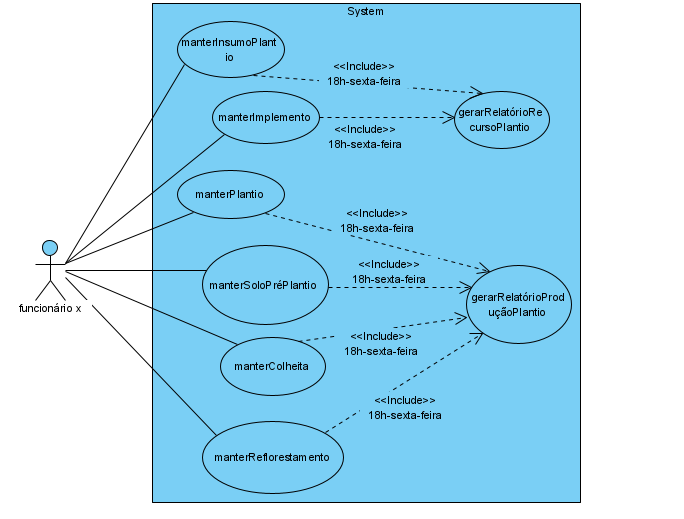 System
manterInsumoPlant
io
<<Include>>
18h-sexta-feira
gerarRelatórioRe
cursoPlantio
manterImplemento
<<Include>>
18h-sexta-feira
manterPlantio
<<Include>>
18h-sexta-feira
manterSoloPréPlantio
<<Include>>
18h-sexta-feira
gerarRelatórioProd
uçãoPlantio
funcionário x
manterColheita
<<Include>>
18h-sexta-feira
<<Include>>
18h-sexta-feira
manterReflorestamento